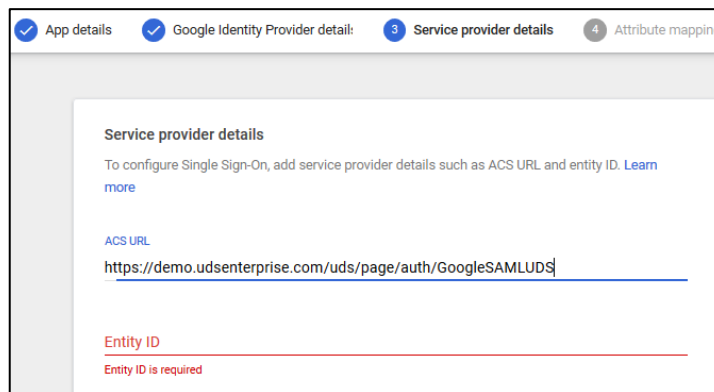 App details
Google Identity Provider details
3 Service provider details
4 Attribute mappin
Service provider details
To configure Single Sign-On, add service provider details such as ACS URL and entity ID. Learn
more
ACS URL
https://demo.udsenterprise.com/uds/page/auth/GoogleSAMLUDS
Entity ID
Entity ID is required